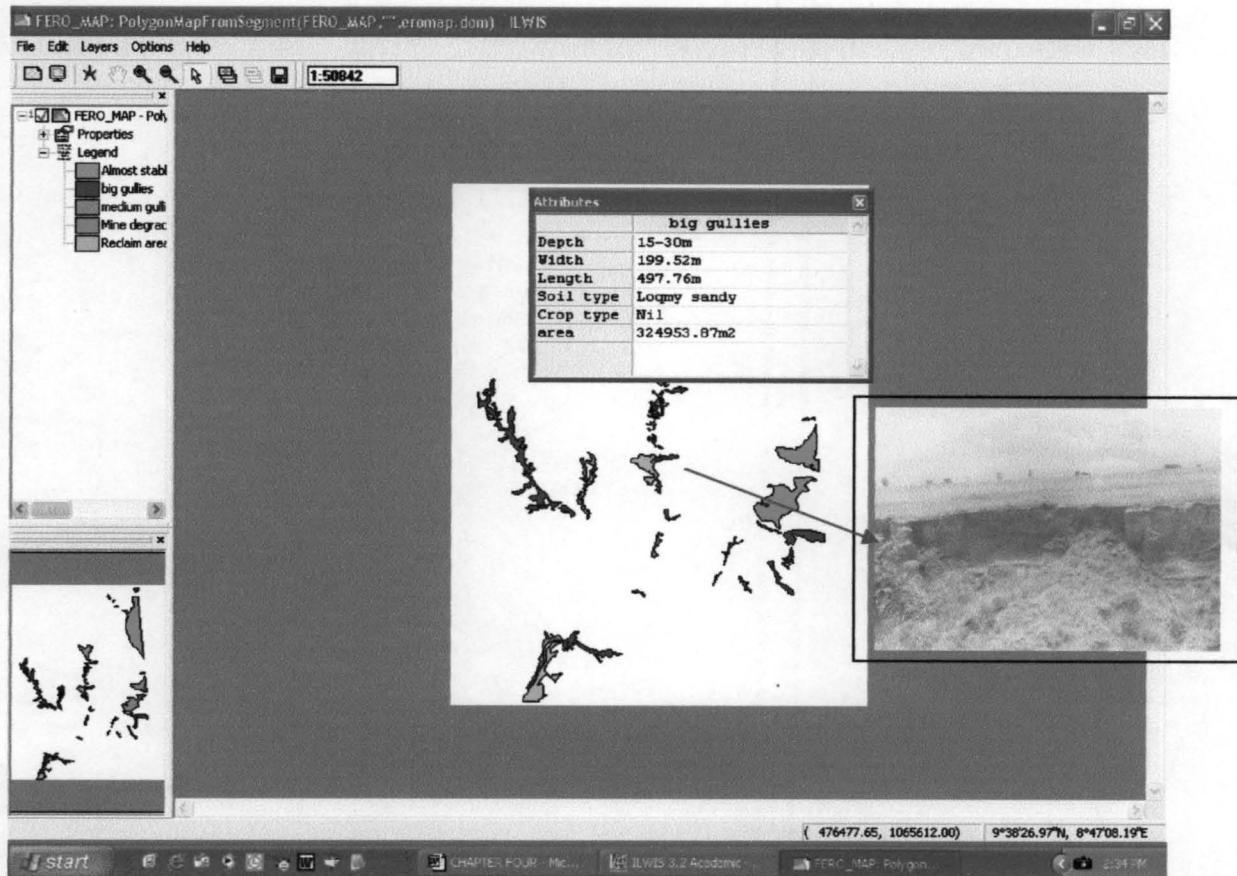 FERO_MAP: PolygonMapFromSegment(FERO_MAP,"",eromap.dom) ILWIS
File Edit Layers Options Help
1:50842
FERO_MAP - Poly
Properties
Legend
Almost stabl
big gullies
medium gulli
Mine degrac
Reclaim area
Attributes
big gullies
Depth 15-30m
Width 199.52m
Length 497.76m
Soil type Loqmy sandy
Crop type Nil
area 324953.87m2
( 476477.65, 1065612.00) 9°38'26.97"N, 8°47'08.19"E
start CHAPTER FOUR - Mic... ILWIS 3.2 Academic - ... FERO_MAP: Polygon... 2:34 PM